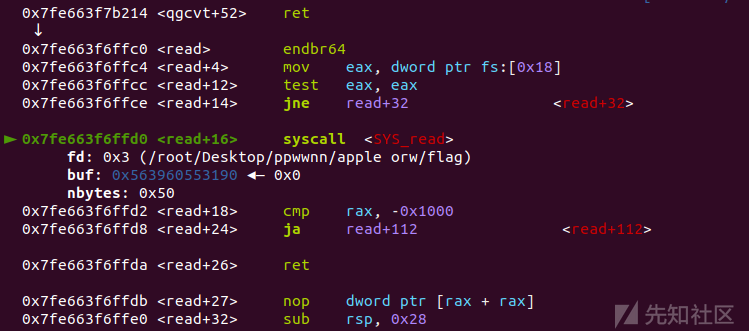 0x7fe663f7b214 <qgcvt+52> ret
↓
0x7fe663f6ffc0 <read> endbr64
0x7fe663f6ffc4 <read+4> mov eax, dword ptr fs:[0x18]
0x7fe663f6ffcc <read+12> test eax, eax
0x7fe663f6ffce <read+14> jne read+32 <read+32>
► 0x7fe663f6ffd0 <read+16> syscall <SYS_read>
fd: 0x3 (/root/Desktop/ppwwnn/apple orw/flag)
buf: 0x563960553190 ◂— 0x0
nbytes: 0x50
0x7fe663f6ffd2 <read+18> cmp rax, -0x1000
0x7fe663f6ffd8 <read+24> ja read+112 <read+112>
0x7fe663f6ffda <read+26> ret
0x7fe663f6ffdb <read+27> nop dword ptr [rax + rax]
0x7fe663f6ffe0 <read+32> sub rsp, 0x28
先知社区